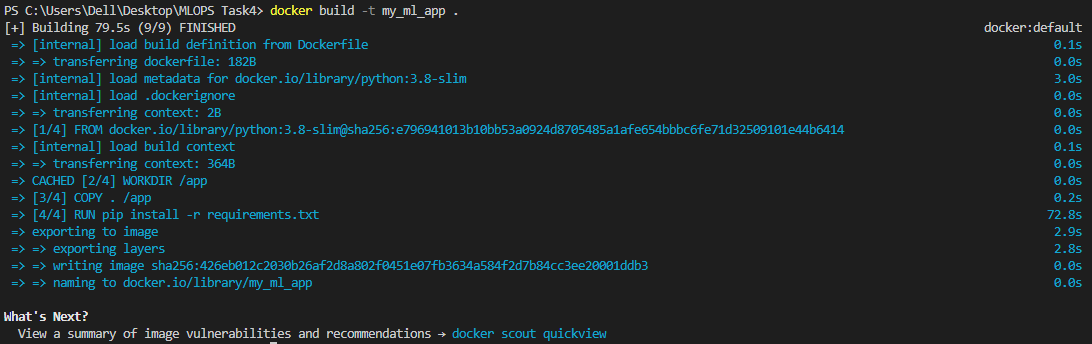 PS C:\Users\Dell\Desktop\MLOPS Task4> docker build -t my_ml_app .
[+] Building 79.5s (9/9) FINISHED docker:default
=> [internal] load build definition from Dockerfile 0.1s
=> => transferring dockerfile: 182B 0.0s
=> [internal] load metadata for docker.io/library/python:3.8-slim 3.0s
=> [internal] load .dockerignore 0.0s
=> => transferring context: 2B 0.0s
=> [1/4] FROM docker.io/library/python:3.8-slim@sha256:e796941013b10bb53a0924d8705485a1afe654bbbc6fe71d32509101e44b6414 0.0s
=> [internal] load build context 0.1s
=> => transferring context: 364B 0.0s
=> CACHED [2/4] WORKDIR /app 0.0s
=> [3/4] COPY . /app 0.2s
=> [4/4] RUN pip install -r requirements.txt 72.8s
=> exporting to image 2.9s
=> => exporting layers 2.8s
=> => writing image sha256:426eb012c2030b26af2d8a802f0451e07fb3634a584f2d7b84cc3ee20001ddb3 0.0s
=> => naming to docker.io/library/my_ml_app 0.0s
What's Next?
View a summary of image vulnerabilities and recommendations → docker scout quickview